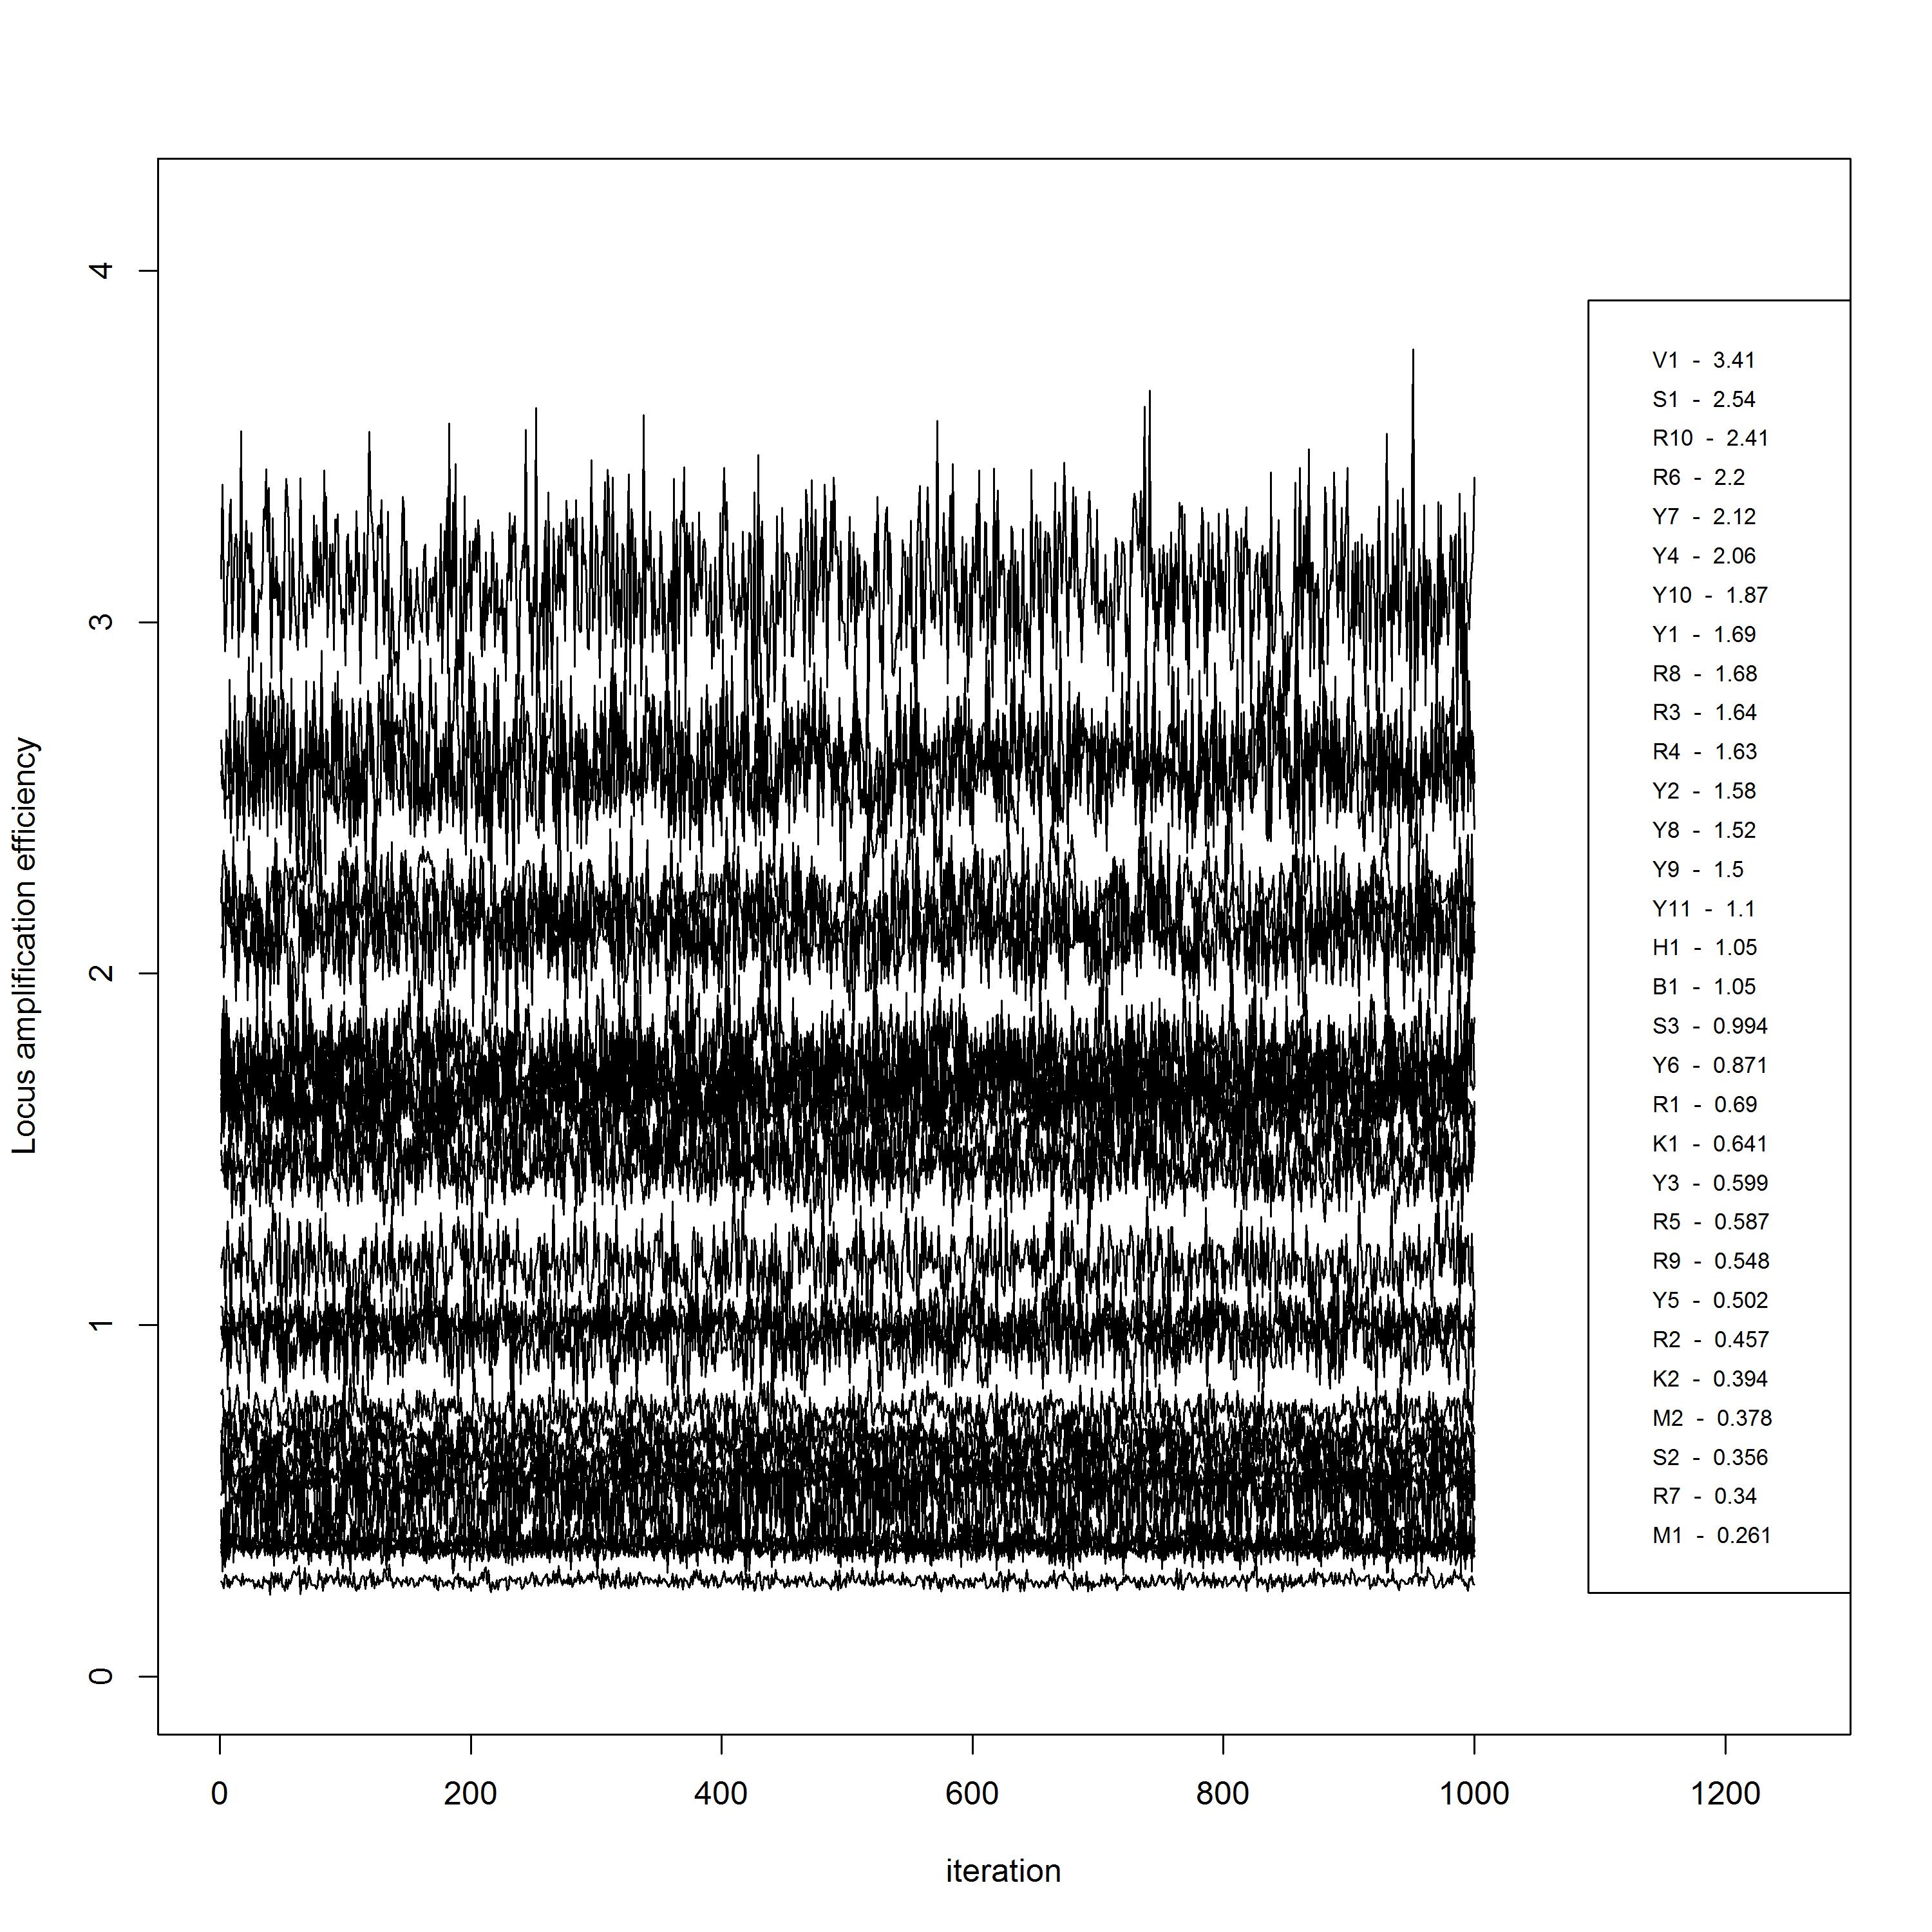 Locus amplification efficiency
4
3
2
1
0
V1 - 3.41
S1 - 2.54
R10 - 2.41
R6 - 2.2
Y7 - 2.12
Y4 - 2.06
Y10 - 1.87
Y1 - 1.69
R8 - 1.68
R3 - 1.64
R4 - 1.63
Y2 - 1.58
Y8 - 1.52
Y9 - 1.5
Y11 - 1.1
H1 - 1.05
B1 - 1.05
S3 - 0.994
Y6 - 0.871
R1 - 0.69
K1 - 0.641
Y3 - 0.599
R5 - 0.587
R9 - 0.548
Y5 - 0.502
R2 - 0.457
K2 - 0.394
M2 - 0.378
S2 - 0.356
R7 - 0.34
M1 - 0.261
0 200 400 600 800 1000 1200
iteration